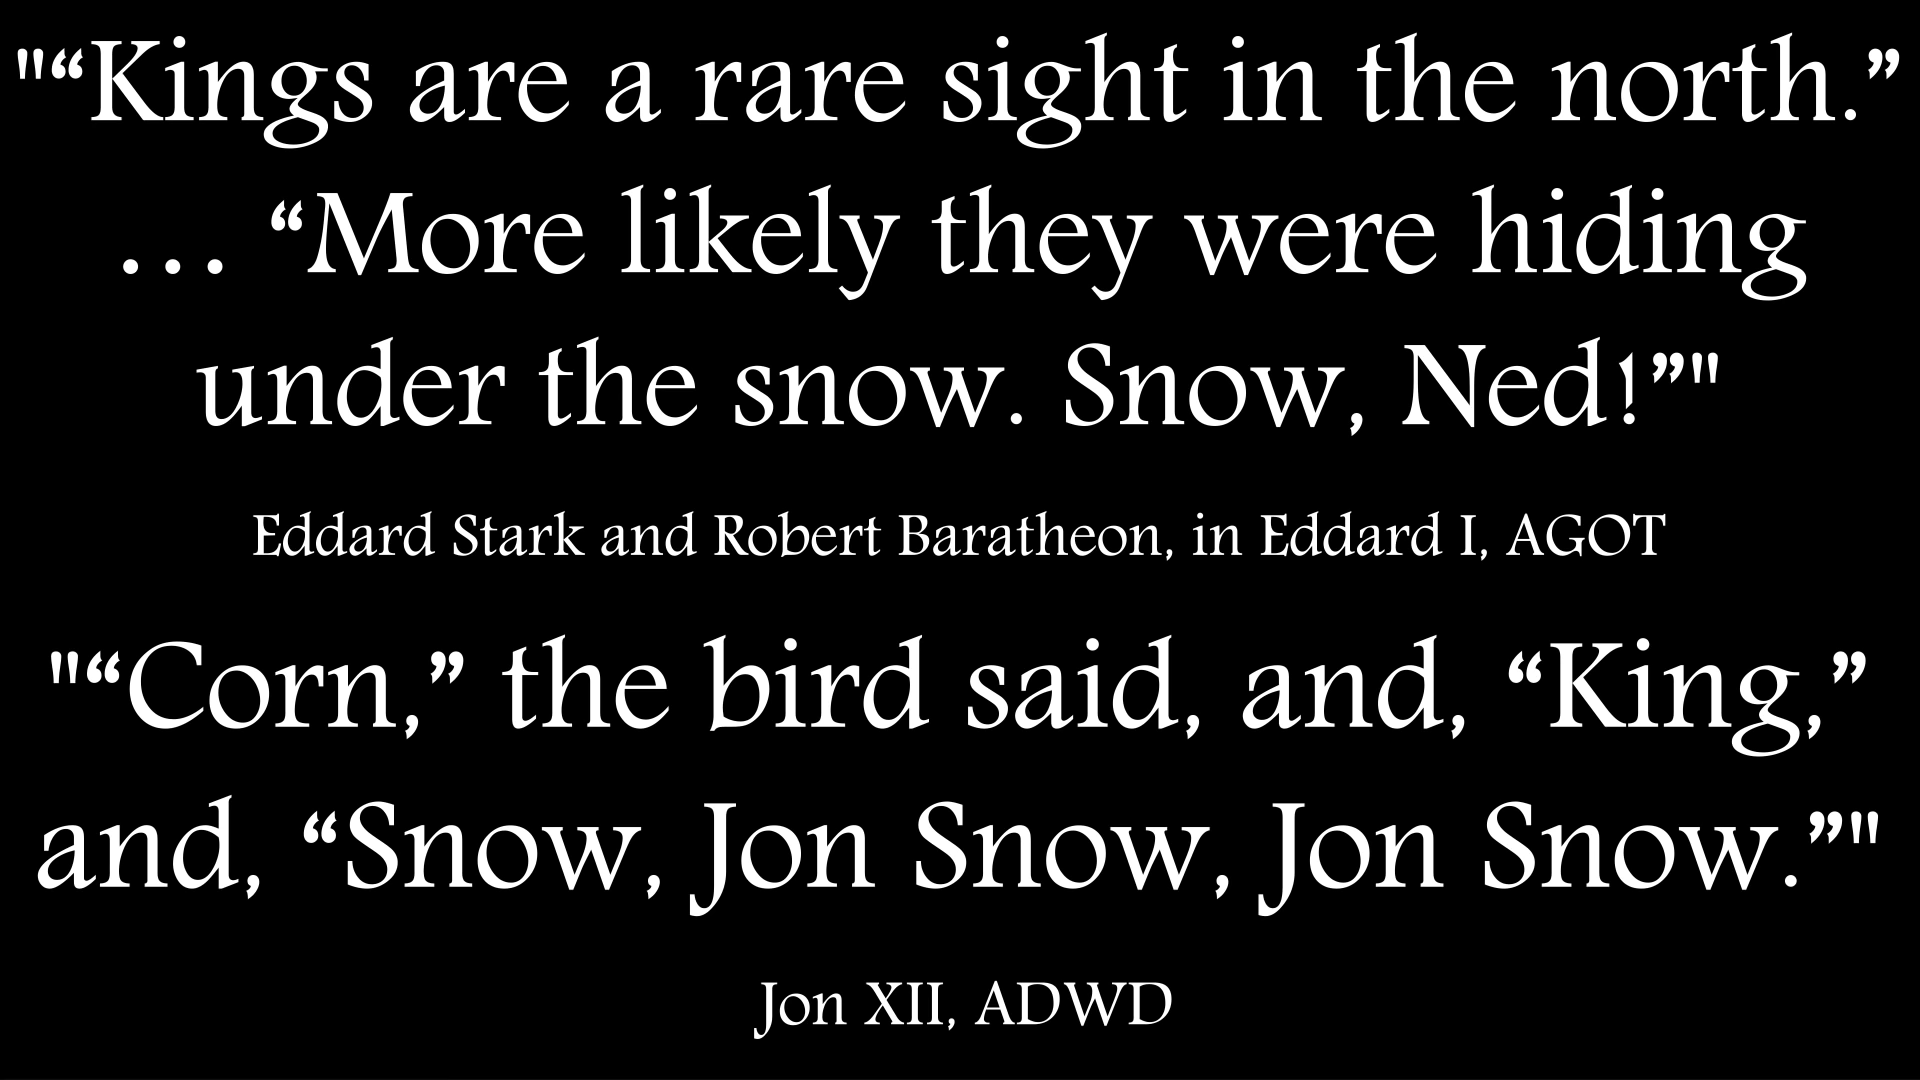 "“Kings are a rare sight in the north.”
… “More likely they were hiding
under the snow. Snow, Ned!”"
Eddard Stark and Robert Baratheon, in Eddard I, AGOT
"“Corn,” the bird said, and, “King,”
and, “Snow, Jon Snow, Jon Snow.”"
Jon XII, ADWD